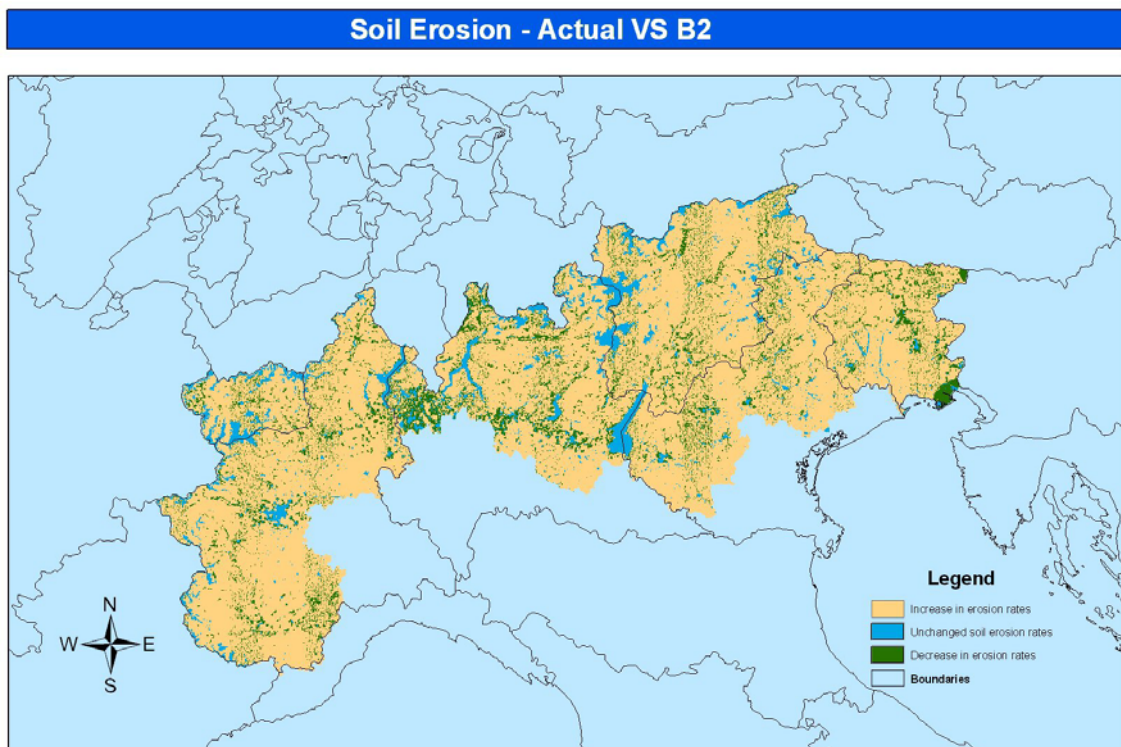 Soil Erosion - Actual VS B2
N
W E
S
Legend
Increase in erosion rates
Unchanged soil erosion rates
Decrease in erosion rates
Boundaries